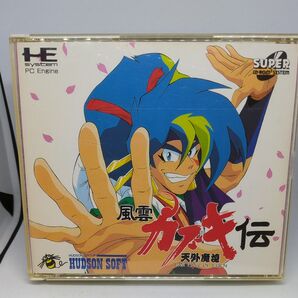 HE
system
PC Engine
SUPER
CD-ROM² SYSTEM
風雲
カブキ伝
天外魔境
HUDSON SOFT